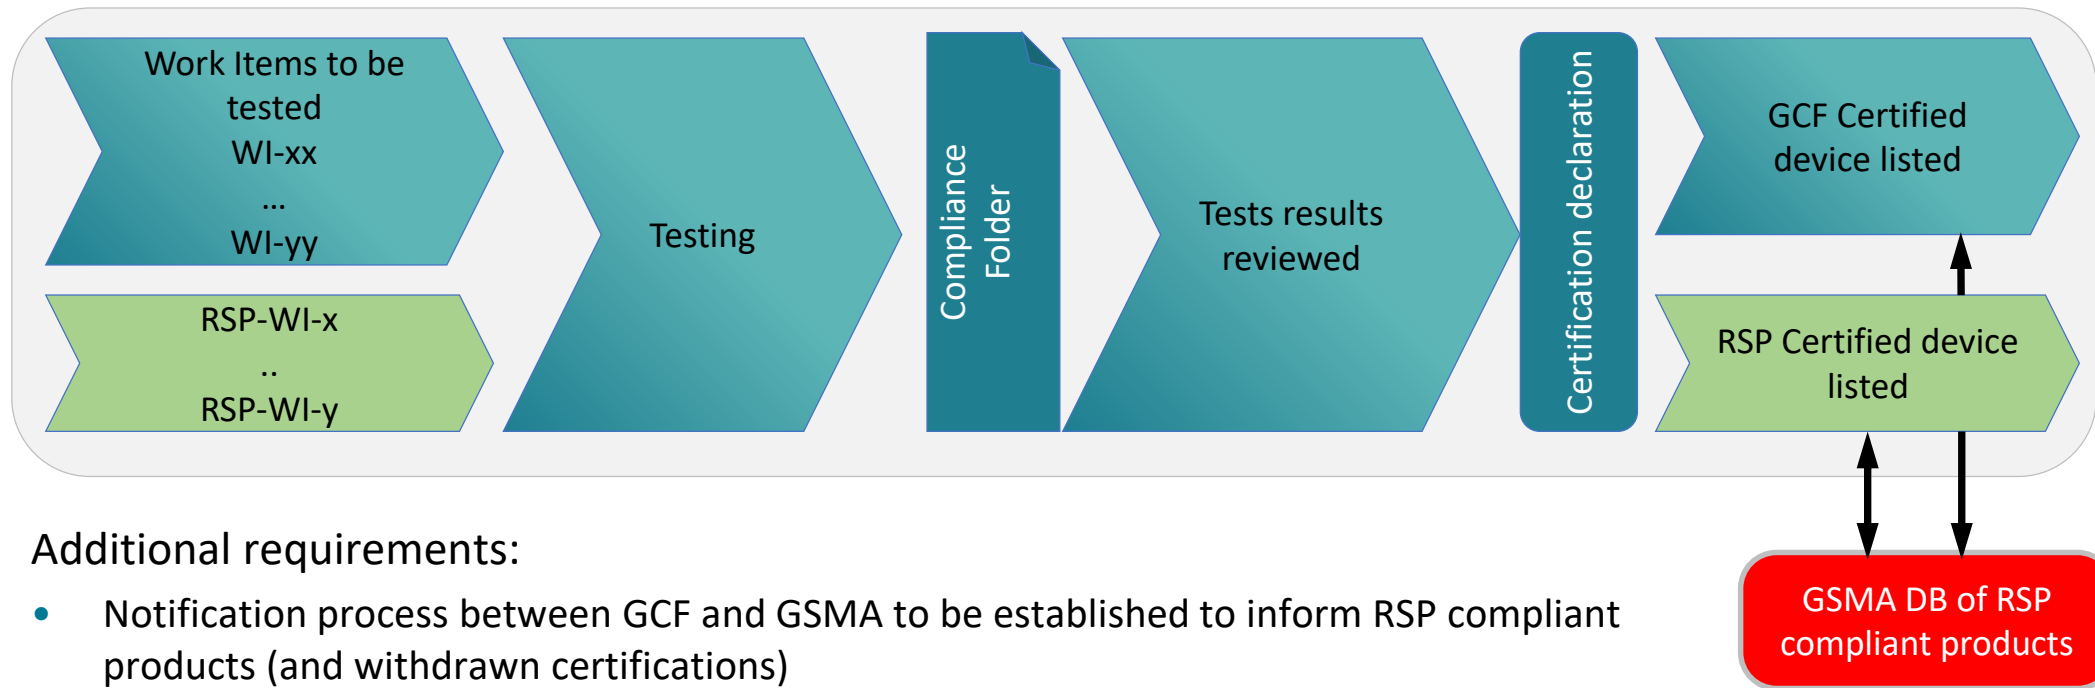 Work Items to be
tested
WI-xx
...
WI-yy
RSP-WI-x
..
RSP-WI-y
Testing
Compliance
Folder
Tests results
reviewed
Certification declaration
GCF Certified
device listed
RSP Certified device
listed
Additional requirements:
• Notification process between GCF and GSMA to be established to inform RSP compliant
products (and withdrawn certifications)
GSMA DB of RSP
compliant products